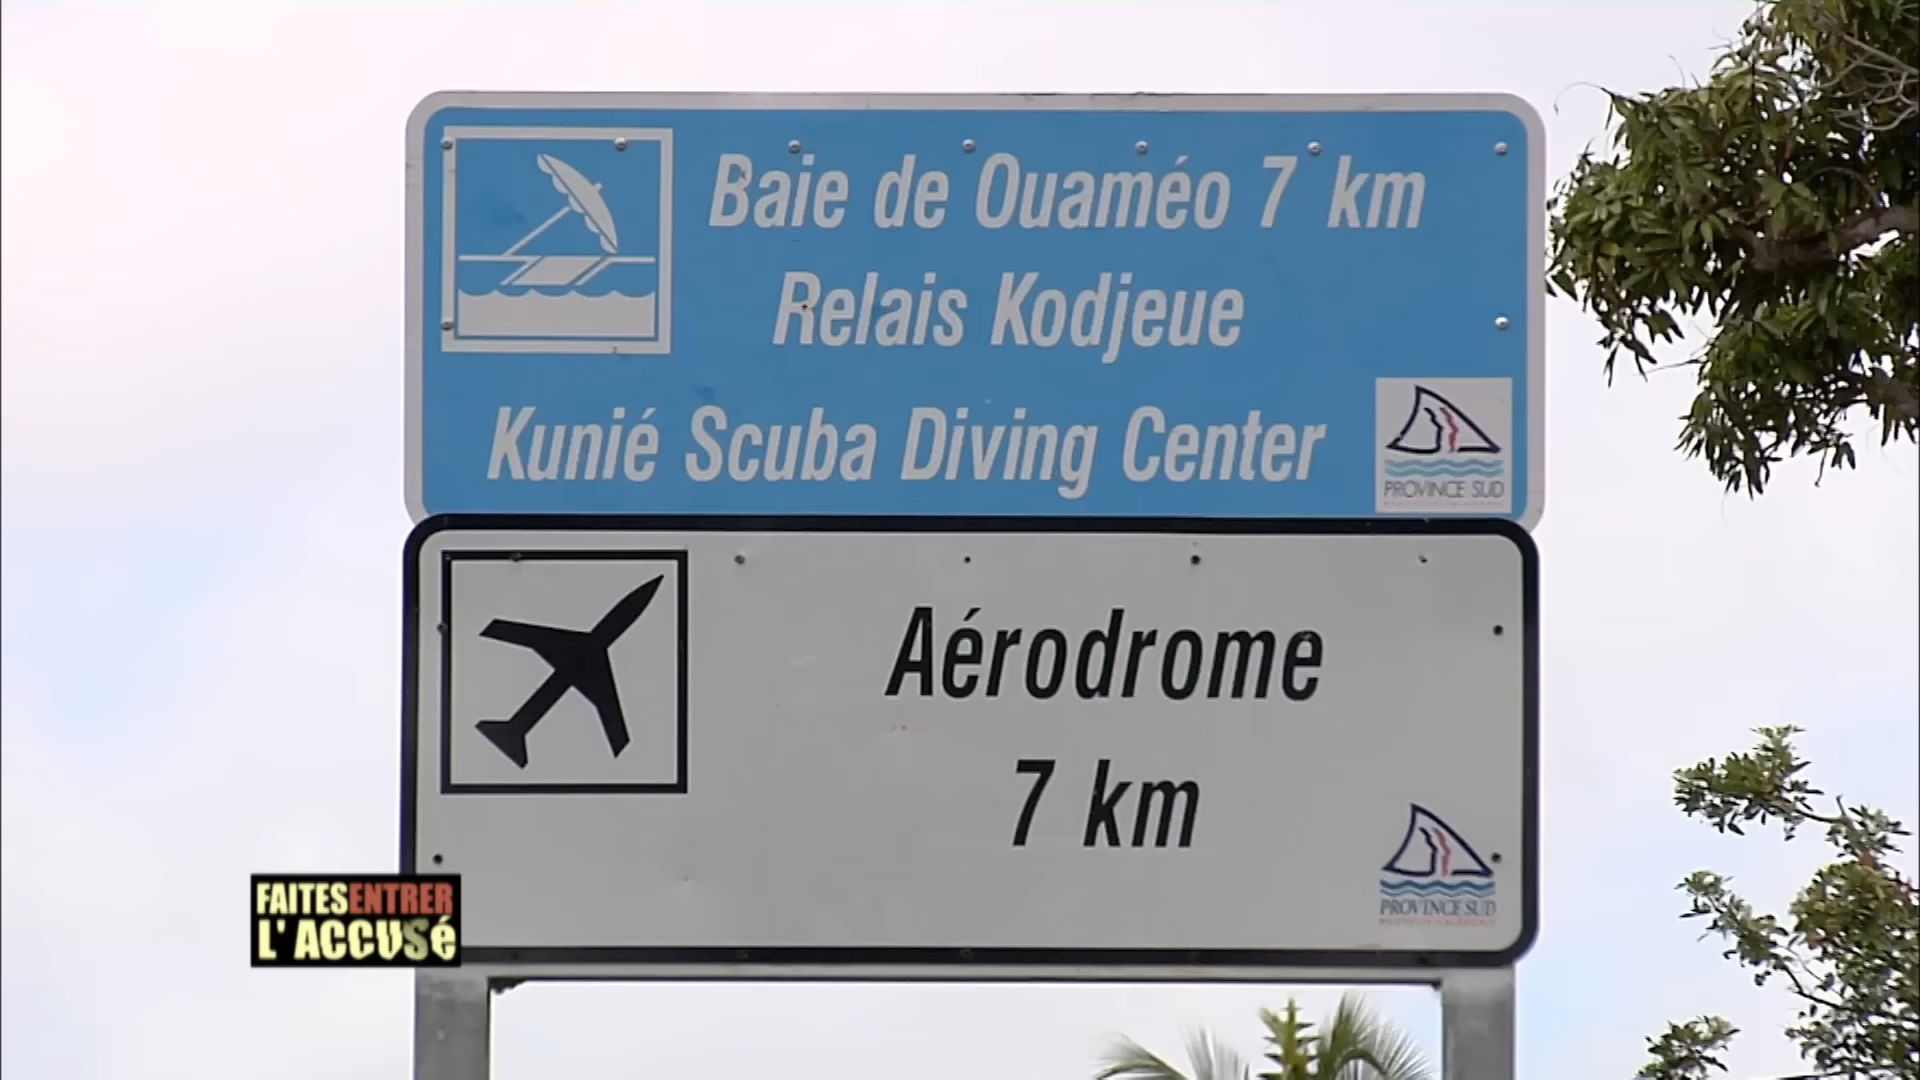 Baie de Ouaméo 7 km
Relais Kodjeue
Kunié Scuba Diving Center
PROVINCE SUD
Aérodrome
7 km
PROVINCE SUD
FAITES ENTRER
L'ACCUSé